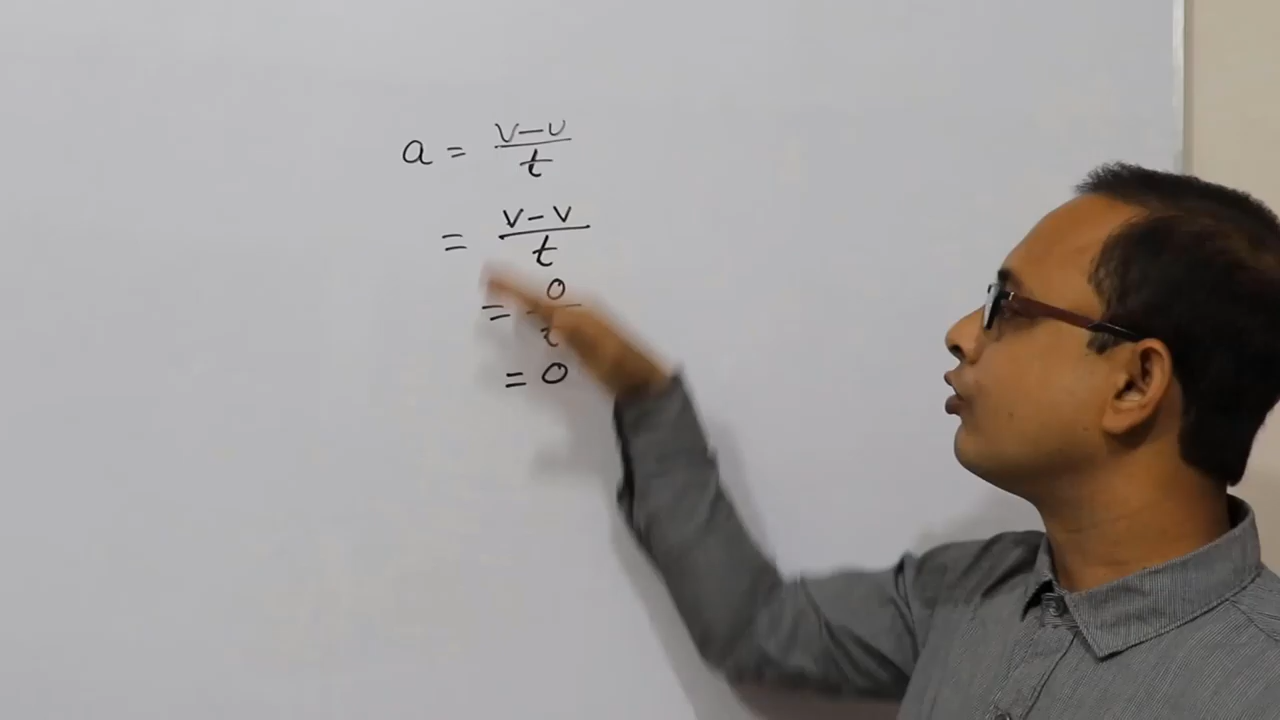 a = v-u/t
= v-v/t
= 0/t
= 0